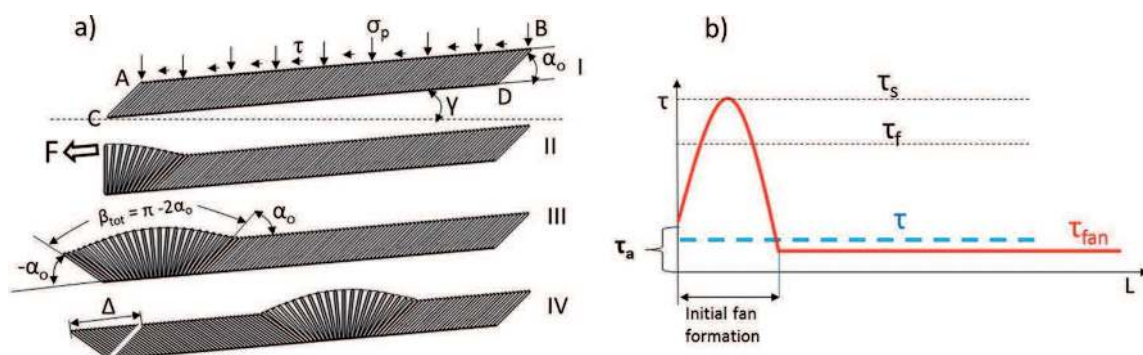 a)
σp
B
τ
A
αo
I
D
C
γ
F
II
βtot = π -2αo
αo
III
-αo
Δ
IV
b)
τ
τs
τf
τ
τfan
τa
L
Initial fan
formation